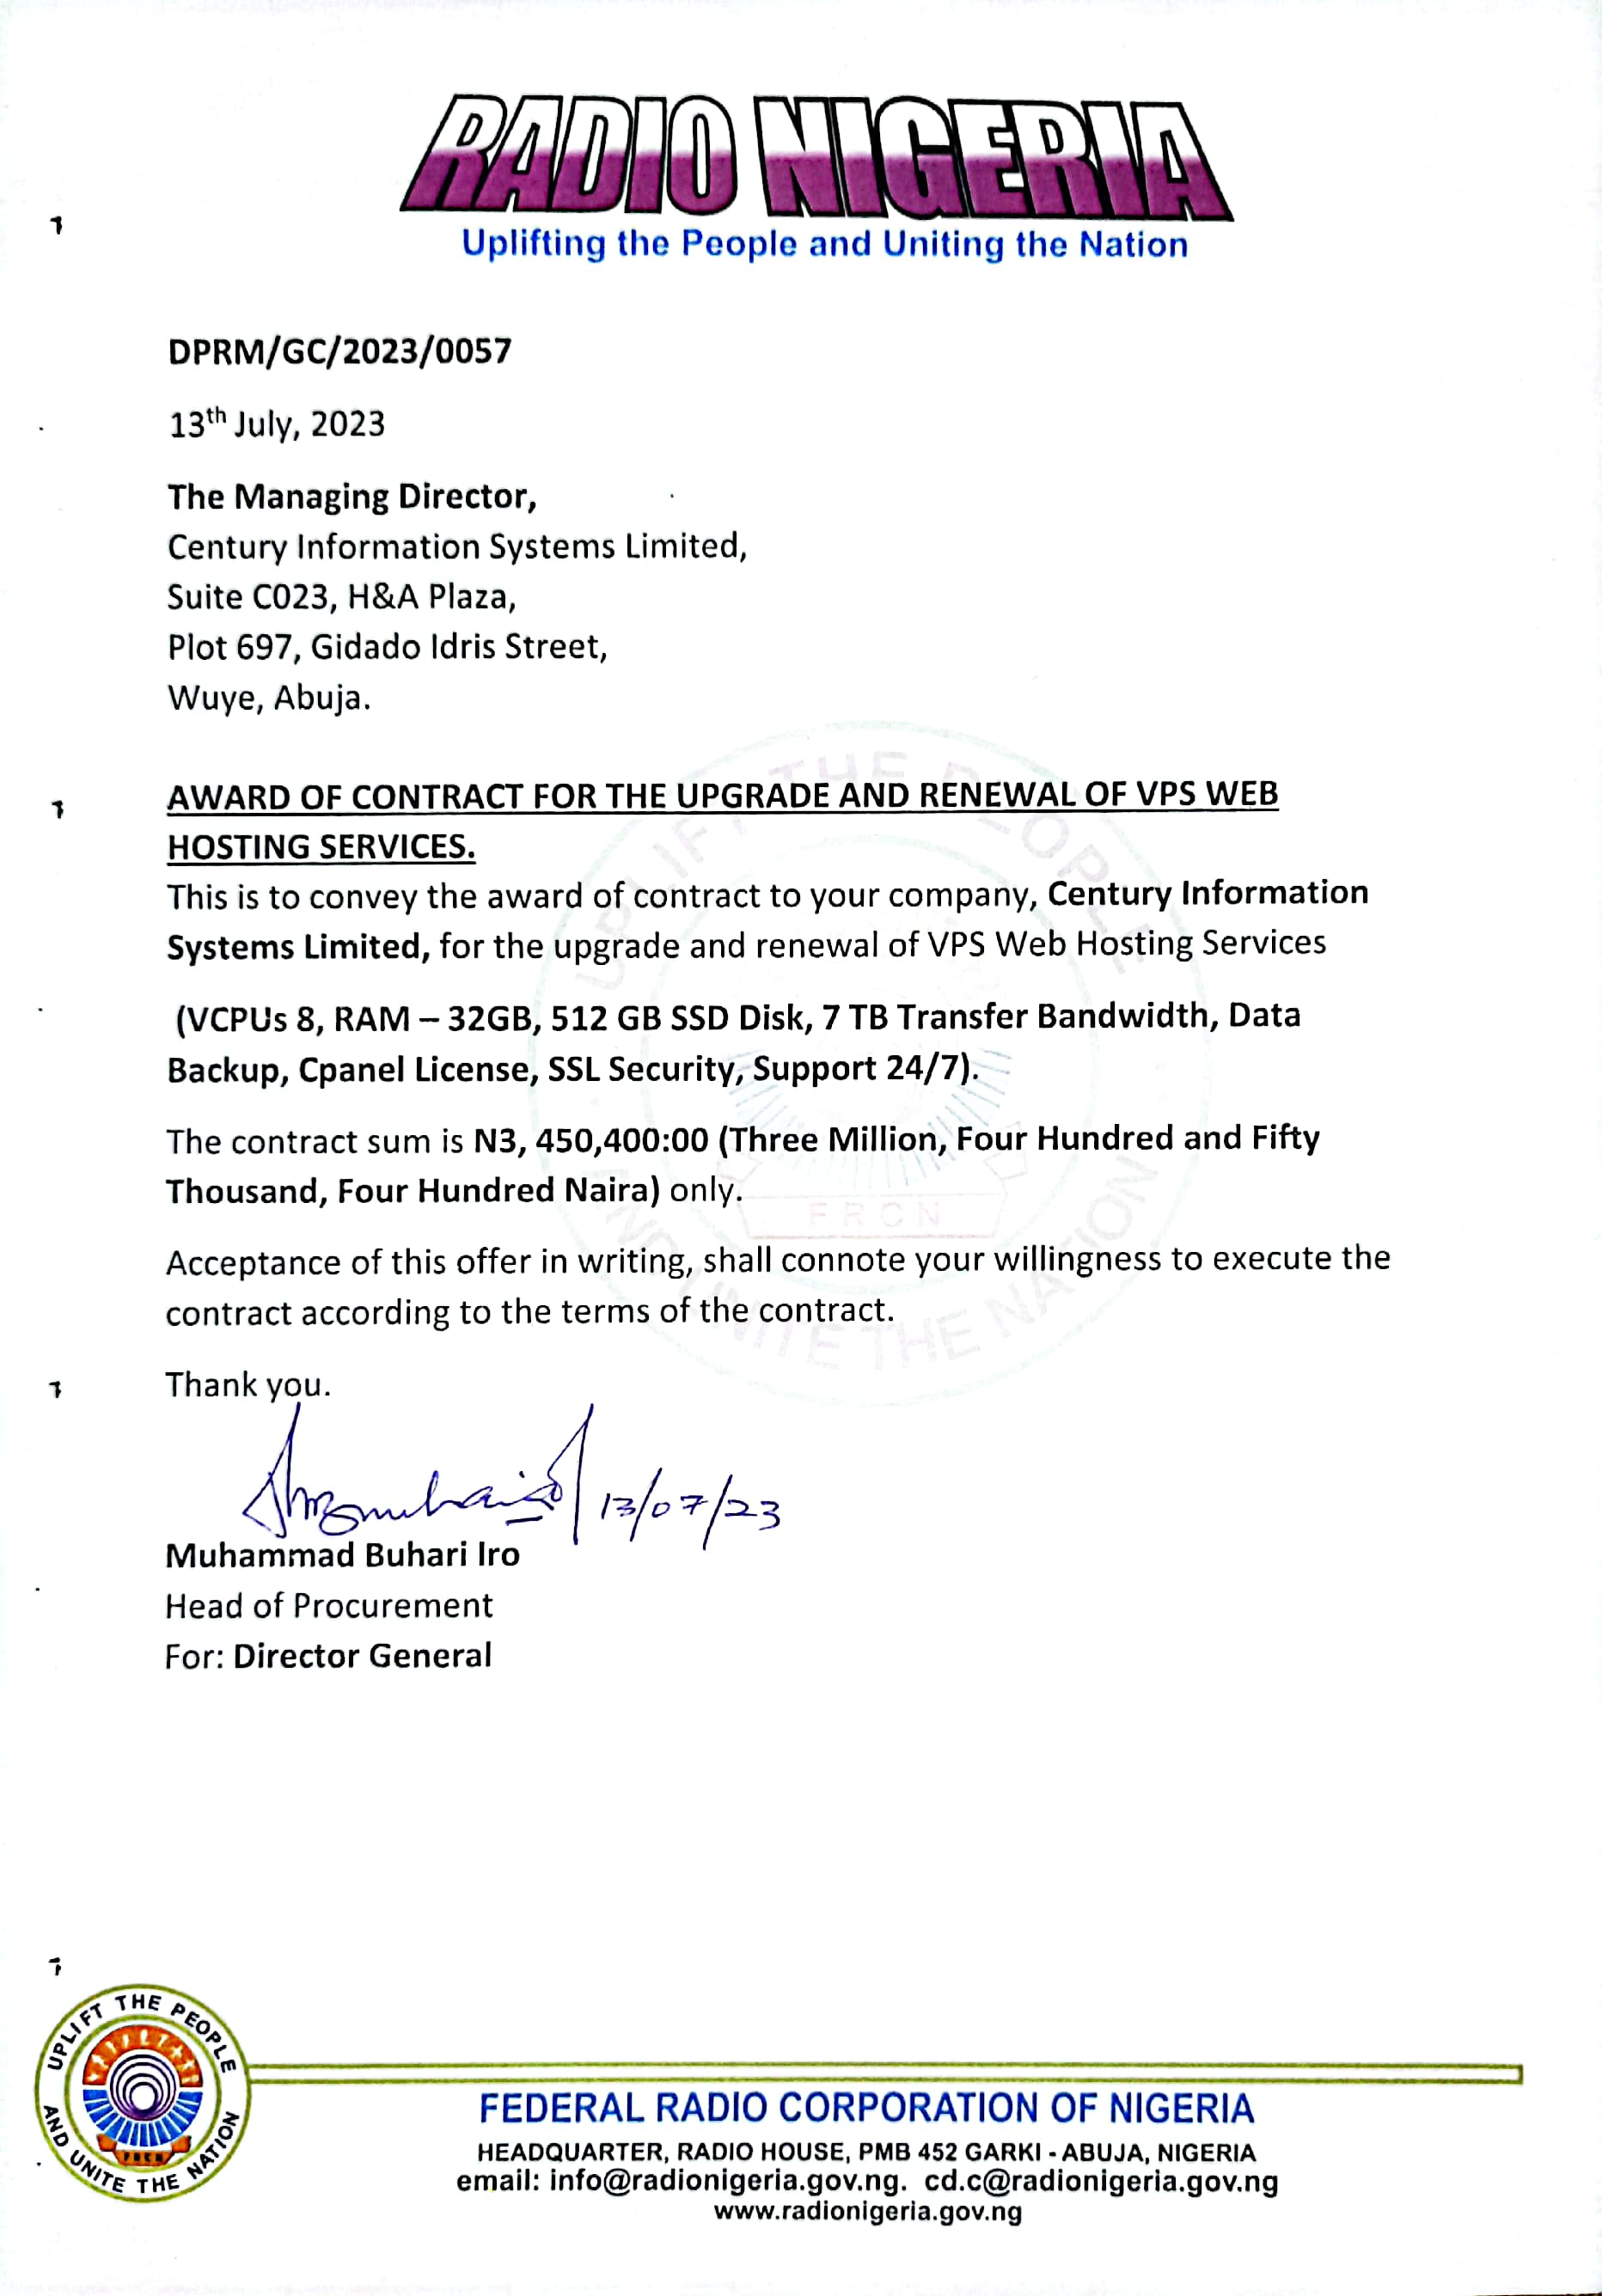 RADIO NIGERIA
Uplifting the People and Uniting the Nation
DPRM/GC/2023/0057
13th July, 2023
The Managing Director,
Century Information Systems Limited,
Suite C023, H&A Plaza,
Plot 697, Gidado Idris Street,
Wuye, Abuja.
AWARD OF CONTRACT FOR THE UPGRADE AND RENEWAL OF VPS WEB
HOSTING SERVICES.
This is to convey the award of contract to your company, Century Information
Systems Limited, for the upgrade and renewal of VPS Web Hosting Services
(VCPUs 8, RAM – 32GB, 512 GB SSD Disk, 7 TB Transfer Bandwidth, Data
Backup, Cpanel License, SSL Security, Support 24/7).
The contract sum is N3, 450,400:00 (Three Million, Four Hundred and Fifty
Thousand, Four Hundred Naira) only.
Acceptance of this offer in writing, shall connote your willingness to execute the
contract according to the terms of the contract.
Thank you.
13/07/23
Muhammad Buhari Iro
Head of Procurement
For: Director General
UPLIFT THE PEOPLE
AND UNITE THE NATION
FRCN
FEDERAL RADIO CORPORATION OF NIGERIA
HEADQUARTER, RADIO HOUSE, PMB 452 GARKI - ABUJA, NIGERIA
email: info@radionigeria.gov.ng. cd.c@radionigeria.gov.ng
www.radionigeria.gov.ng